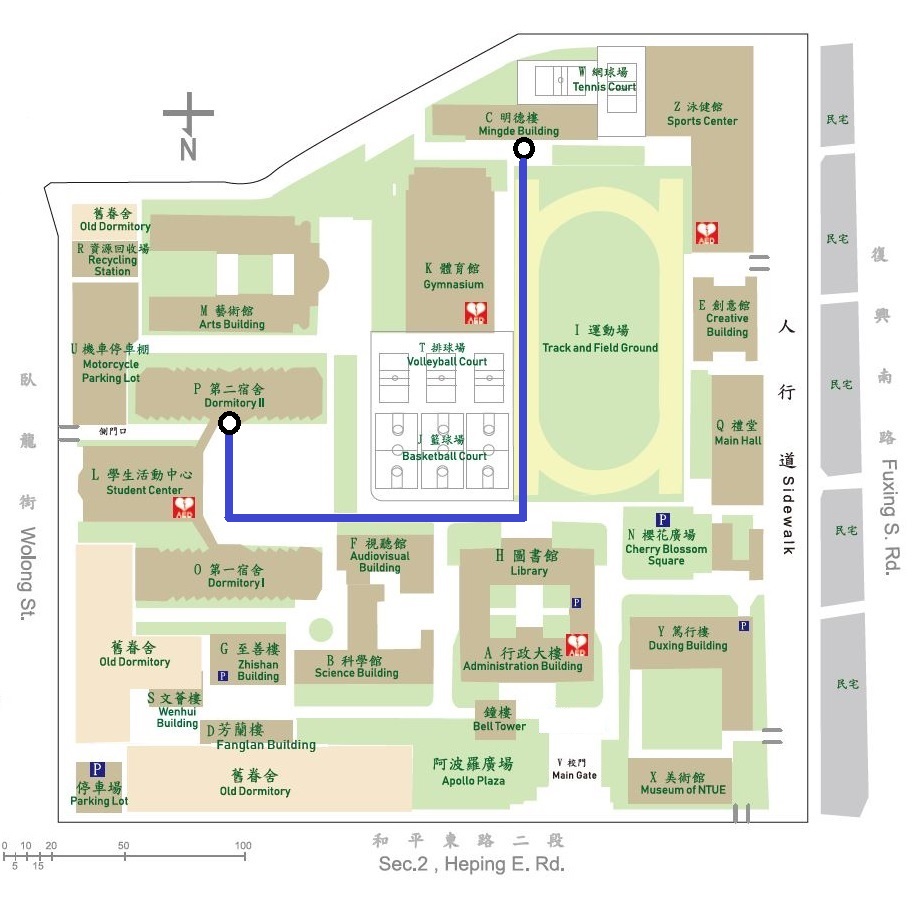 W 網球場
Tennis Court
C 明德樓
Mingde Building
Z 泳健館
Sports Center
民宅
N
舊眷舍
Old Dormitory
R 資源回收場
Recycling
Station
K 體育館
Gymnasium
AED
AED
民宅
復
興
南
路
Fuxing S. Rd.
M 藝術館
Arts Building
E 創意館
Creative
Building
人
行
道
Sidewalk
I 運動場
Track and Field Ground
U 機車停車棚
Motorcycle
Parking Lot
T 排球場
Volleyball Court
P 第二宿舍
Dormitory II
民宅
臥
龍
街
Wolong St.
側門口
J 籃球場
Basketball Court
Q 禮堂
Main Hall
L 學生活動中心
Student Center
AED
P
N 櫻花廣場
Cherry Blossom
Square
民宅
F 視聽館
Audiovisual
Building
H 圖書館
Library
O 第一宿舍
Dormitory I
P
舊眷舍
Old Dormitory
G 至善樓
Zhishan
Building
P
B 科學館
Science Building
A 行政大樓
Administration Building
AED
Y 篤行樓
Duxing Building
P
民宅
S 文薈樓
Wenhui
Building
D 芳蘭樓
Fanglan Building
鐘樓
Bell Tower
P
停車場
Parking Lot
舊眷舍
Old Dormitory
阿波羅廣場
Apollo Plaza
V 校門
Main Gate
X 美術館
Museum of NTUE
0 10 20 50 100
5 15
和平東路二段
Sec.2 , Heping E. Rd.